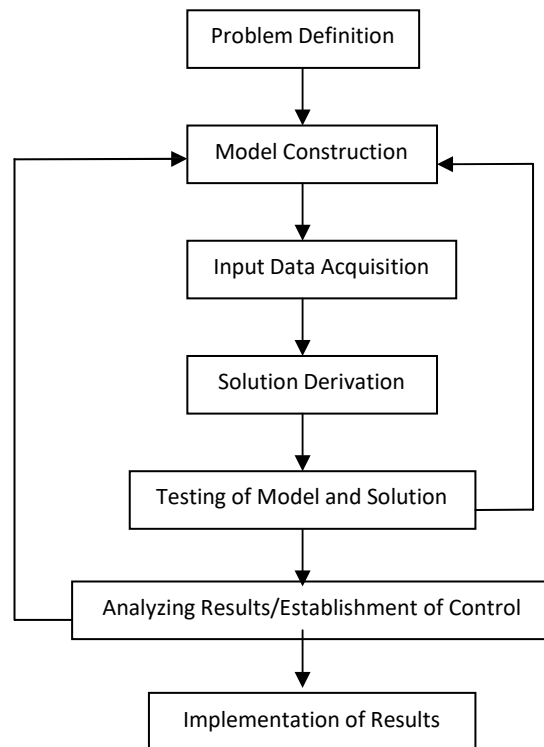 Problem Definition
Model Construction
Input Data Acquisition
Solution Derivation
Testing of Model and Solution
Analyzing Results/Establishment of Control
Implementation of Results